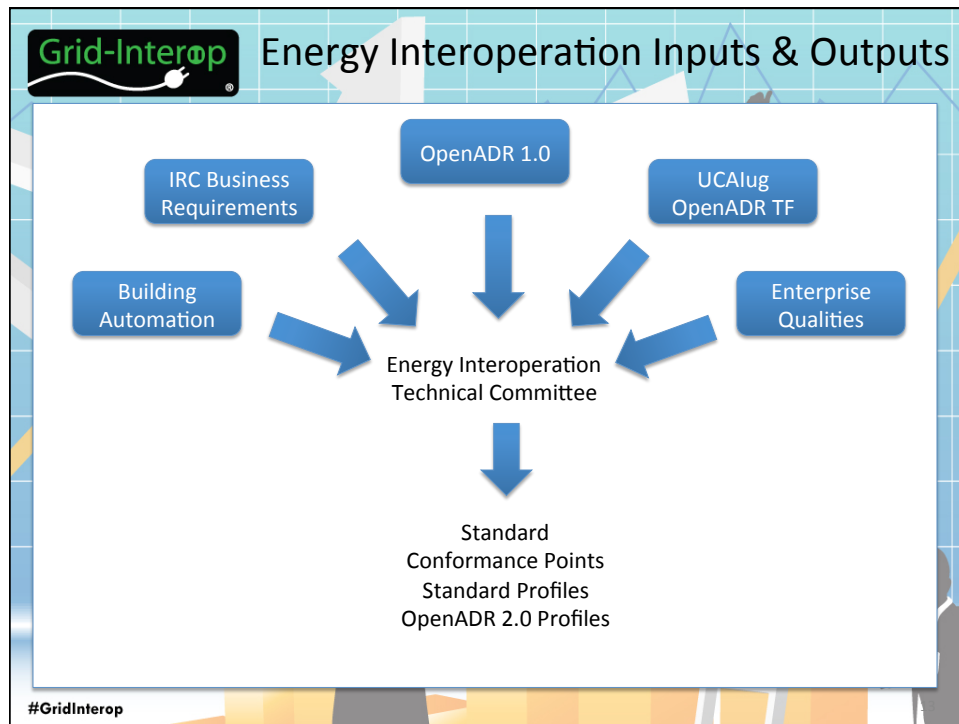 Grid-Interop
®
Energy Interoperation Inputs & Outputs
OpenADR 1.0
IRC Business
Requirements
UCAIug
OpenADR TF
Building
Automation
Enterprise
Qualities
Energy Interoperation
Technical Committee
Standard
Conformance Points
Standard Profiles
OpenADR 2.0 Profiles
#GridInterop